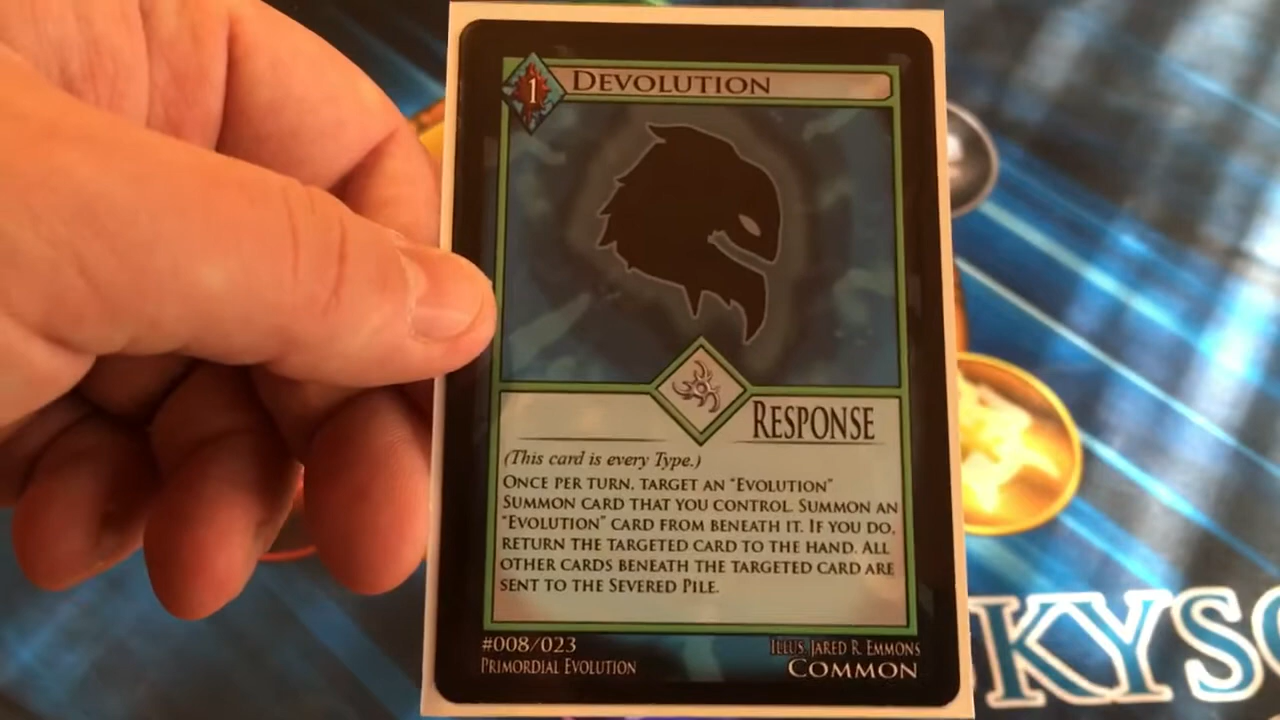 1
DEVOLUTION
RESPONSE
(This card is every Type.)
ONCE PER TURN, TARGET AN "EVOLUTION"
SUMMON CARD THAT YOU CONTROL. SUMMON AN
"EVOLUTION" CARD FROM BENEATH IT. IF YOU DO,
RETURN THE TARGETED CARD TO THE HAND. ALL
OTHER CARDS BENEATH THE TARGETED CARD ARE
SENT TO THE SEVERED PILE.
#008/023
ILLUS. JARED R. EMMONS
PRIMORDIAL EVOLUTION
COMMON